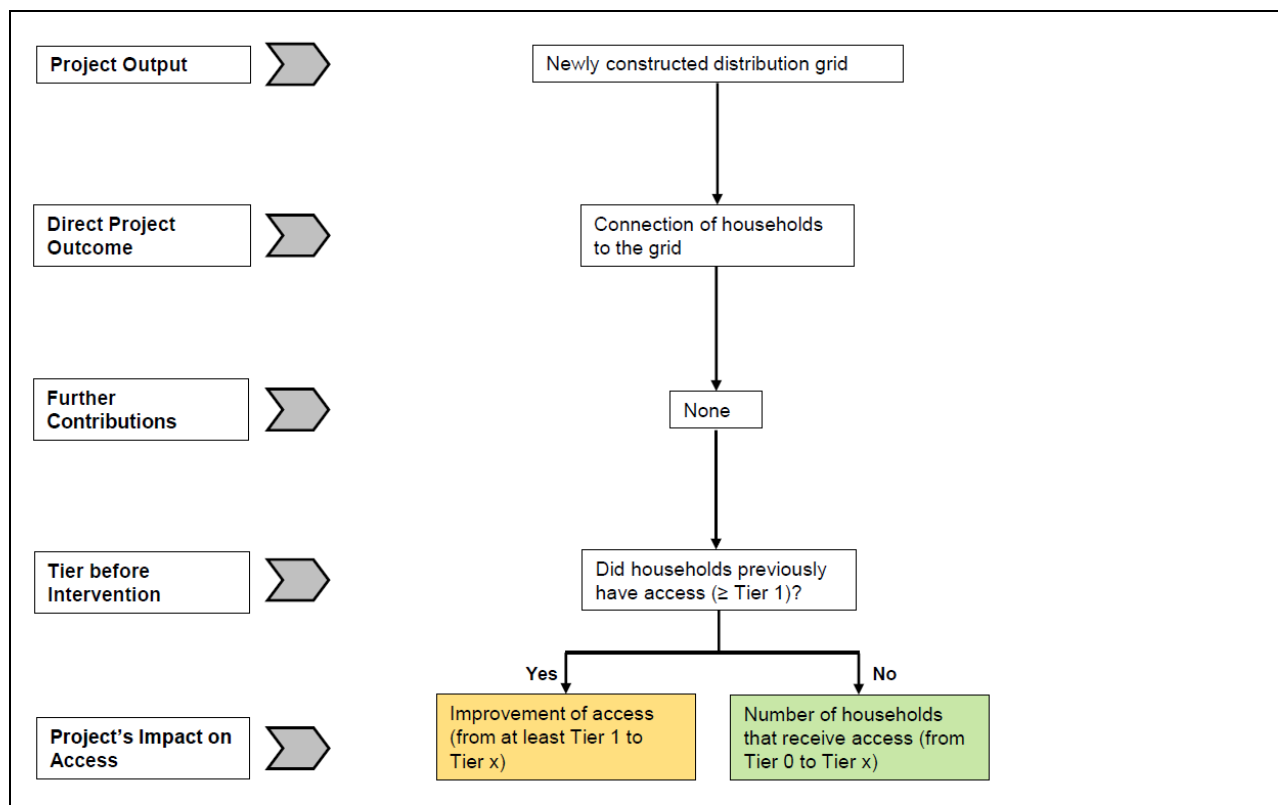 Project Output
Newly constructed distribution grid
Direct Project
Outcome
Connection of households
to the grid
Further
Contributions
None
Tier before
Intervention
Did households previously
have access (≥ Tier 1)?
Yes
No
Project's Impact on
Access
Improvement of access
(from at least Tier 1 to
Tier x)
Number of households
that receive access (from
Tier 0 to Tier x)